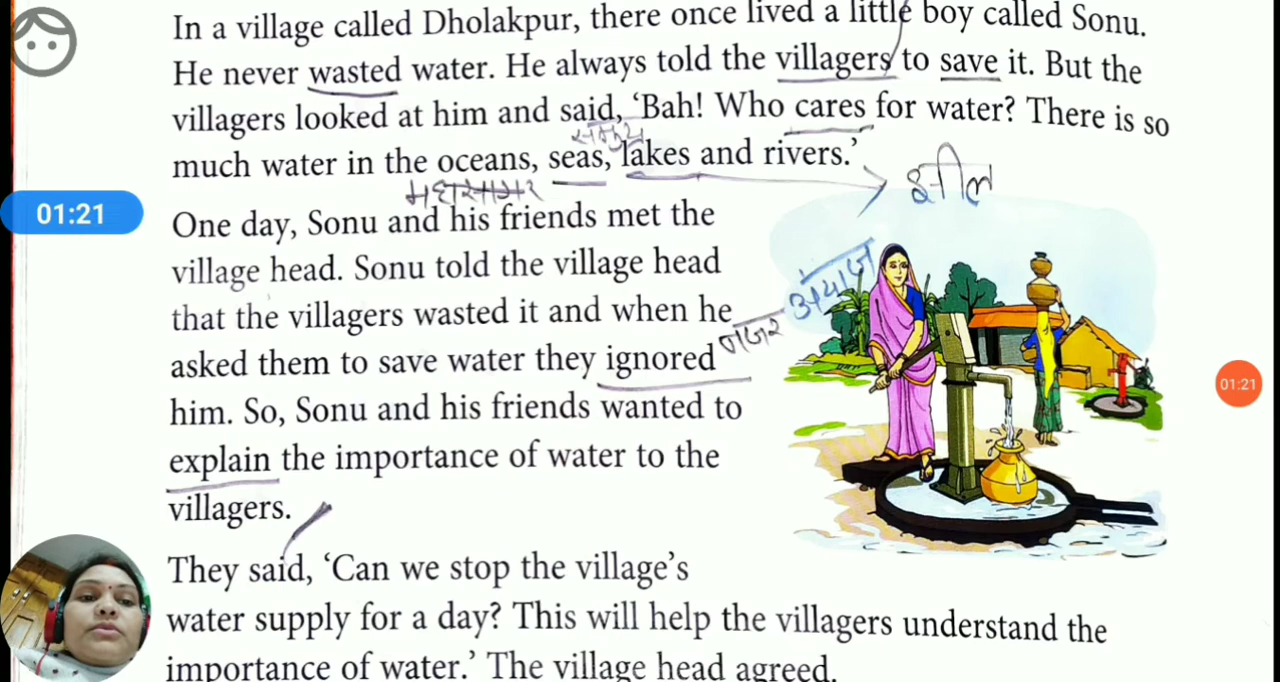 In a village called Dholakpur, there once lived a little boy called Sonu.
He never wasted water. He always told the villagers to save it. But the
villagers looked at him and said, ‘Bah! Who cares for water? There is so
समुद्र
much water in the oceans, seas, lakes and rivers.’
झील
महासागर
01:21
One day, Sonu and his friends met the
village head. Sonu told the village head
that the villagers wasted it and when he
asked them to save water they ignored
नजर
him. So, Sonu and his friends wanted to
explain the importance of water to the
villagers.
01:21
They said, ‘Can we stop the village’s
water supply for a day? This will help the villagers understand the
importance of water.’ The village head agreed.